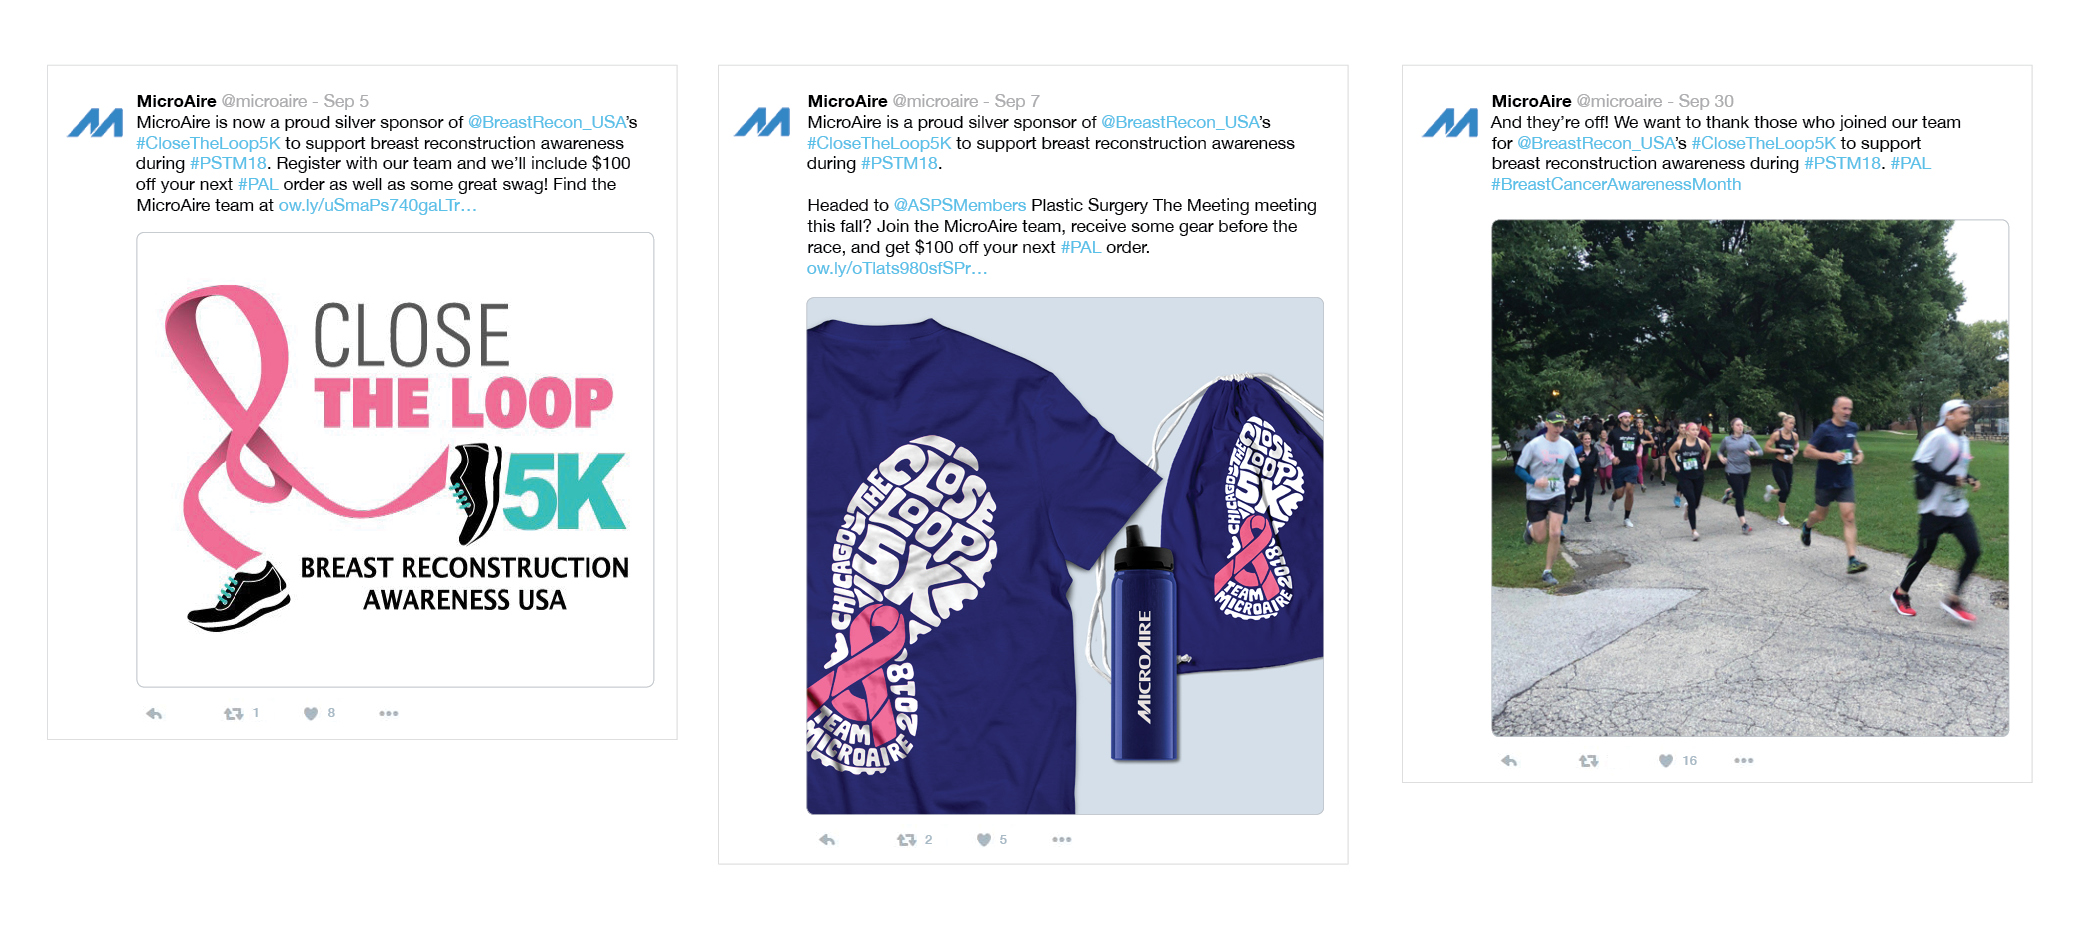 MicroAire @microaire - Sep 5
MicroAire is now a proud silver sponsor of @BreastRecon_USA's
#CloseTheLoop5K to support breast reconstruction awareness
during #PSTM18. Register with our team and we'll include $100
off your next #PAL order as well as some great swag! Find the
MicroAire team at ow.ly/uSmaPs740gaLTr…
CLOSE
THE LOOP
5K
BREAST RECONSTRUCTION
AWARENESS USA
1 8
MicroAire @microaire - Sep 7
MicroAire is a proud silver sponsor of @BreastRecon_USA's
#CloseTheLoop5K to support breast reconstruction awareness
during #PSTM18.
Headed to @ASPSMembers Plastic Surgery The Meeting meeting
this fall? Join the MicroAire team, receive some gear before the
race, and get $100 off your next #PAL order.
ow.ly/oTlats980sfSPr…
CHICAGO THE CLOSE LOOP 5K
2018
TEAM
MICROAIRE
MICROAIRE
CHICAGO THE CLOSE LOOP 5K
2018
TEAM
MICROAIRE
2 5
MicroAire @microaire - Sep 30
And they're off! We want to thank those who joined our team
for @BreastRecon_USA's #CloseTheLoop5K to support
breast reconstruction awareness during #PSTM18. #PAL
#BreastCancerAwarenessMonth
16